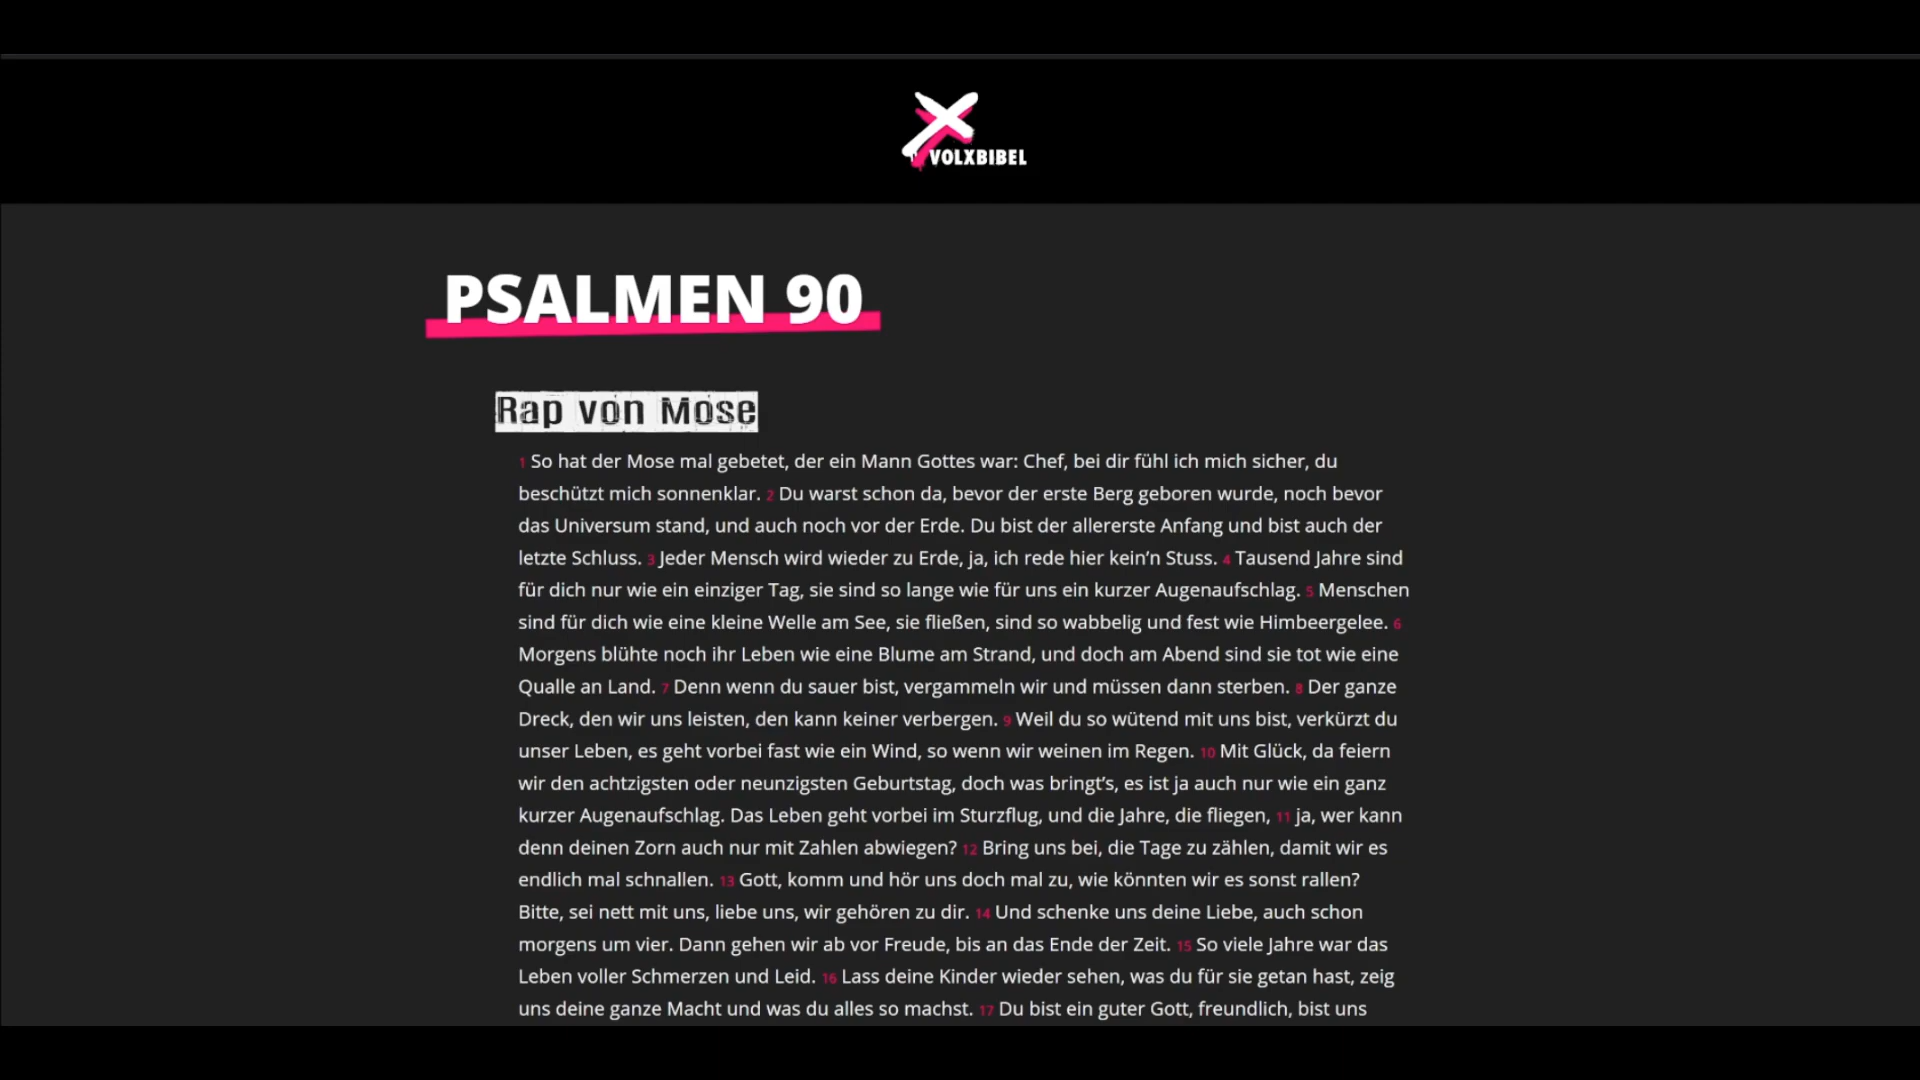 VOLXBIBEL
PSALMEN 90
Rap von Mose
1 So hat der Mose mal gebetet, der ein Mann Gottes war: Chef, bei dir fühl ich mich sicher, du
beschützt mich sonnenklar. 2 Du warst schon da, bevor der erste Berg geboren wurde, noch bevor
das Universum stand, und auch noch vor der Erde. Du bist der allererste Anfang und bist auch der
letzte Schluss. 3 Jeder Mensch wird wieder zu Erde, ja, ich rede hier kein’n Stuss. 4 Tausend Jahre sind
für dich nur wie ein einziger Tag, sie sind so lange wie für uns ein kurzer Augenaufschlag. 5 Menschen
sind für dich wie eine kleine Welle am See, sie fließen, sind so wabbelig und fest wie Himbeergelee. 6
Morgens blühte noch ihr Leben wie eine Blume am Strand, und doch am Abend sind sie tot wie eine
Qualle an Land. 7 Denn wenn du sauer bist, vergammeln wir und müssen dann sterben. 8 Der ganze
Dreck, den wir uns leisten, den kann keiner verbergen. 9 Weil du so wütend mit uns bist, verkürzt du
unser Leben, es geht vorbei fast wie ein Wind, so wenn wir weinen im Regen. 10 Mit Glück, da feiern
wir den achtzigsten oder neunzigsten Geburtstag, doch was bringt’s, es ist ja auch nur wie ein ganz
kurzer Augenaufschlag. Das Leben geht vorbei im Sturzflug, und die Jahre, die fliegen, 11 ja, wer kann
denn deinen Zorn auch nur mit Zahlen abwiegen? 12 Bring uns bei, die Tage zu zählen, damit wir es
endlich mal schnallen. 13 Gott, komm und hör uns doch mal zu, wie könnten wir es sonst rallen?
Bitte, sei nett mit uns, liebe uns, wir gehören zu dir. 14 Und schenke uns deine Liebe, auch schon
morgens um vier. Dann gehen wir ab vor Freude, bis an das Ende der Zeit. 15 So viele Jahre war das
Leben voller Schmerzen und Leid. 16 Lass deine Kinder wieder sehen, was du für sie getan hast, zeig
uns deine ganze Macht und was du alles so machst. 17 Du bist ein guter Gott, freundlich, bist uns